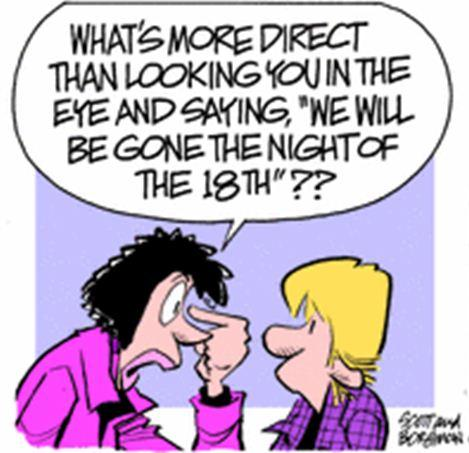 WHAT'S MORE DIRECT
THAN LOOKING YOU IN THE
EYE AND SAYING, "WE WILL
BE GONE THE NIGHT OF
THE 18TH"??
SCOTT AND
BORGMAN